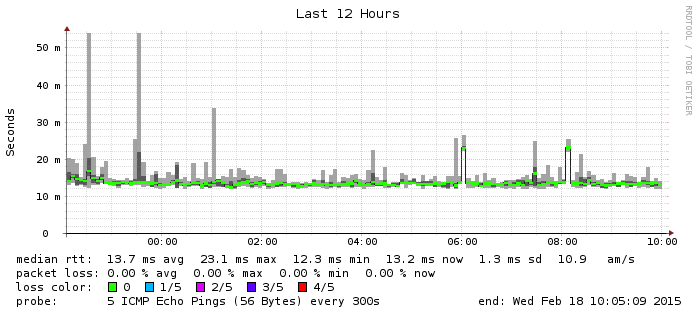 Last 12 Hours
RRDTOOL / TOBI OETIKER
Seconds
50 m
40 m
30 m
20 m
10 m
0
00:00 02:00 04:00 06:00 08:00 10:00
median rtt: 13.7 ms avg 23.1 ms max 12.3 ms min 13.2 ms now 1.3 ms sd 10.9 am/s
packet loss: 0.00 % avg 0.00 % max 0.00 % min 0.00 % now
loss color: 0 1/5 2/5 3/5 4/5
probe: 5 ICMP Echo Pings (56 Bytes) every 300s end: Wed Feb 18 10:05:09 2015